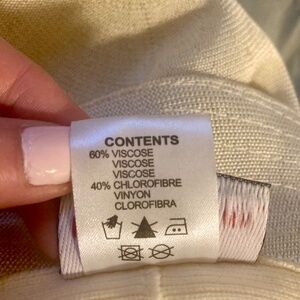 CONTENTS
60% VISCOSE
VISCOSE
VISCOSE
40% CHLOROFIBRE
VINYON
CLOROFIBRA